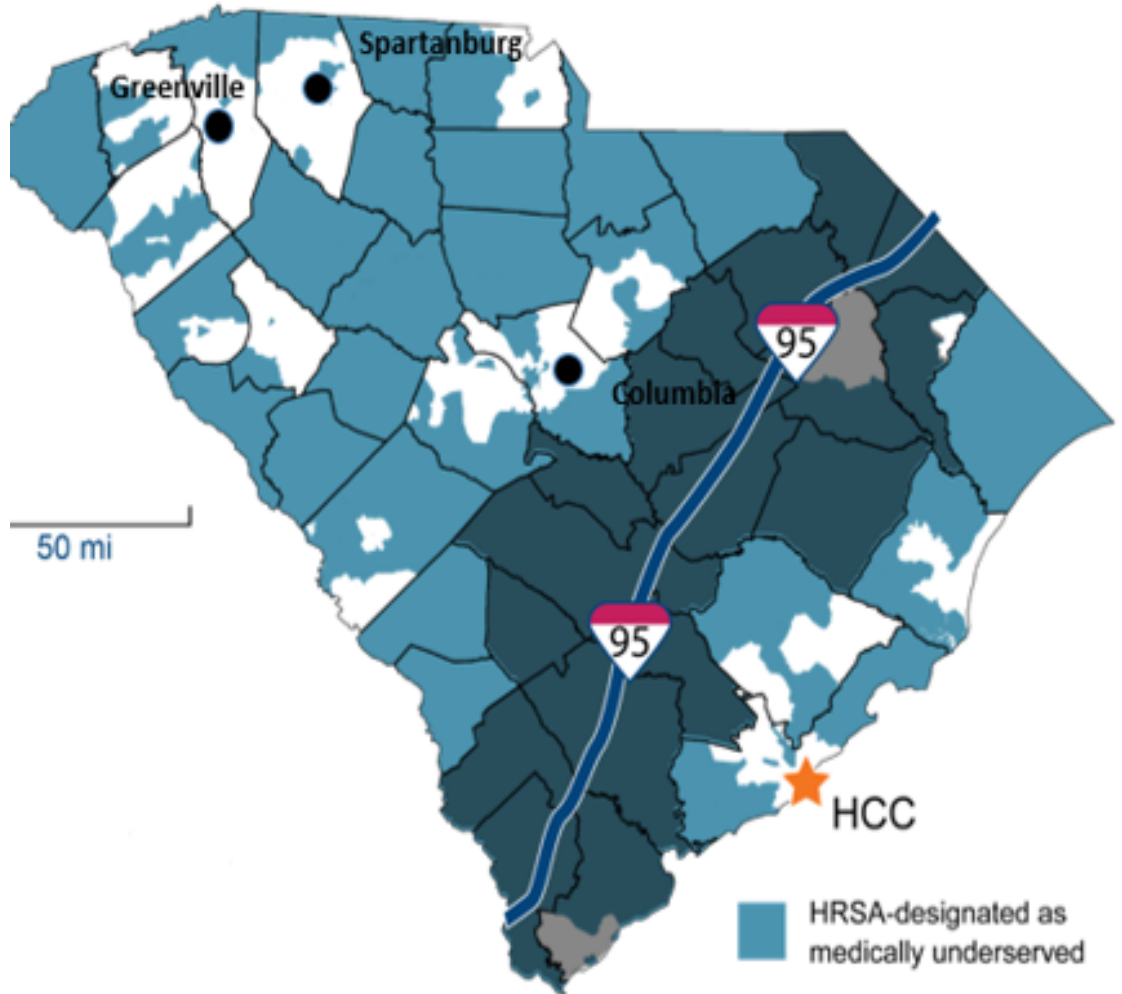 Spartanburg
Greenville
95
Columbia
50 mi
95
HCC
HRSA-designated as
medically underserved